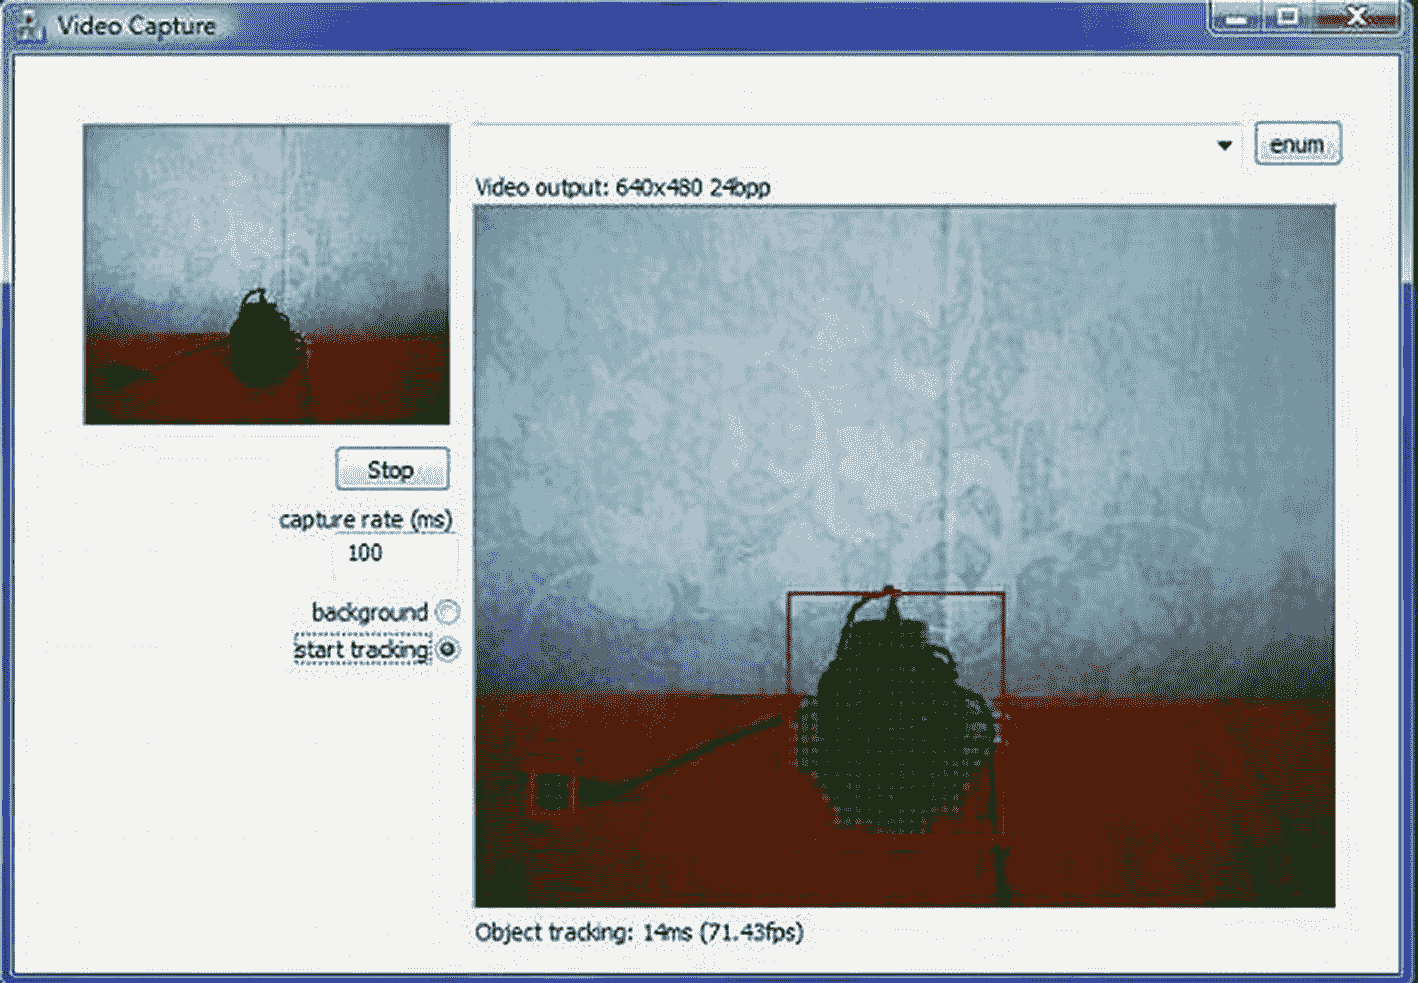 Video Capture
enum
Video output: 640x480 24bpp
Stop
capture rate (ms)
100
background
start tracking
Object tracking: 14ms (71.43fps)